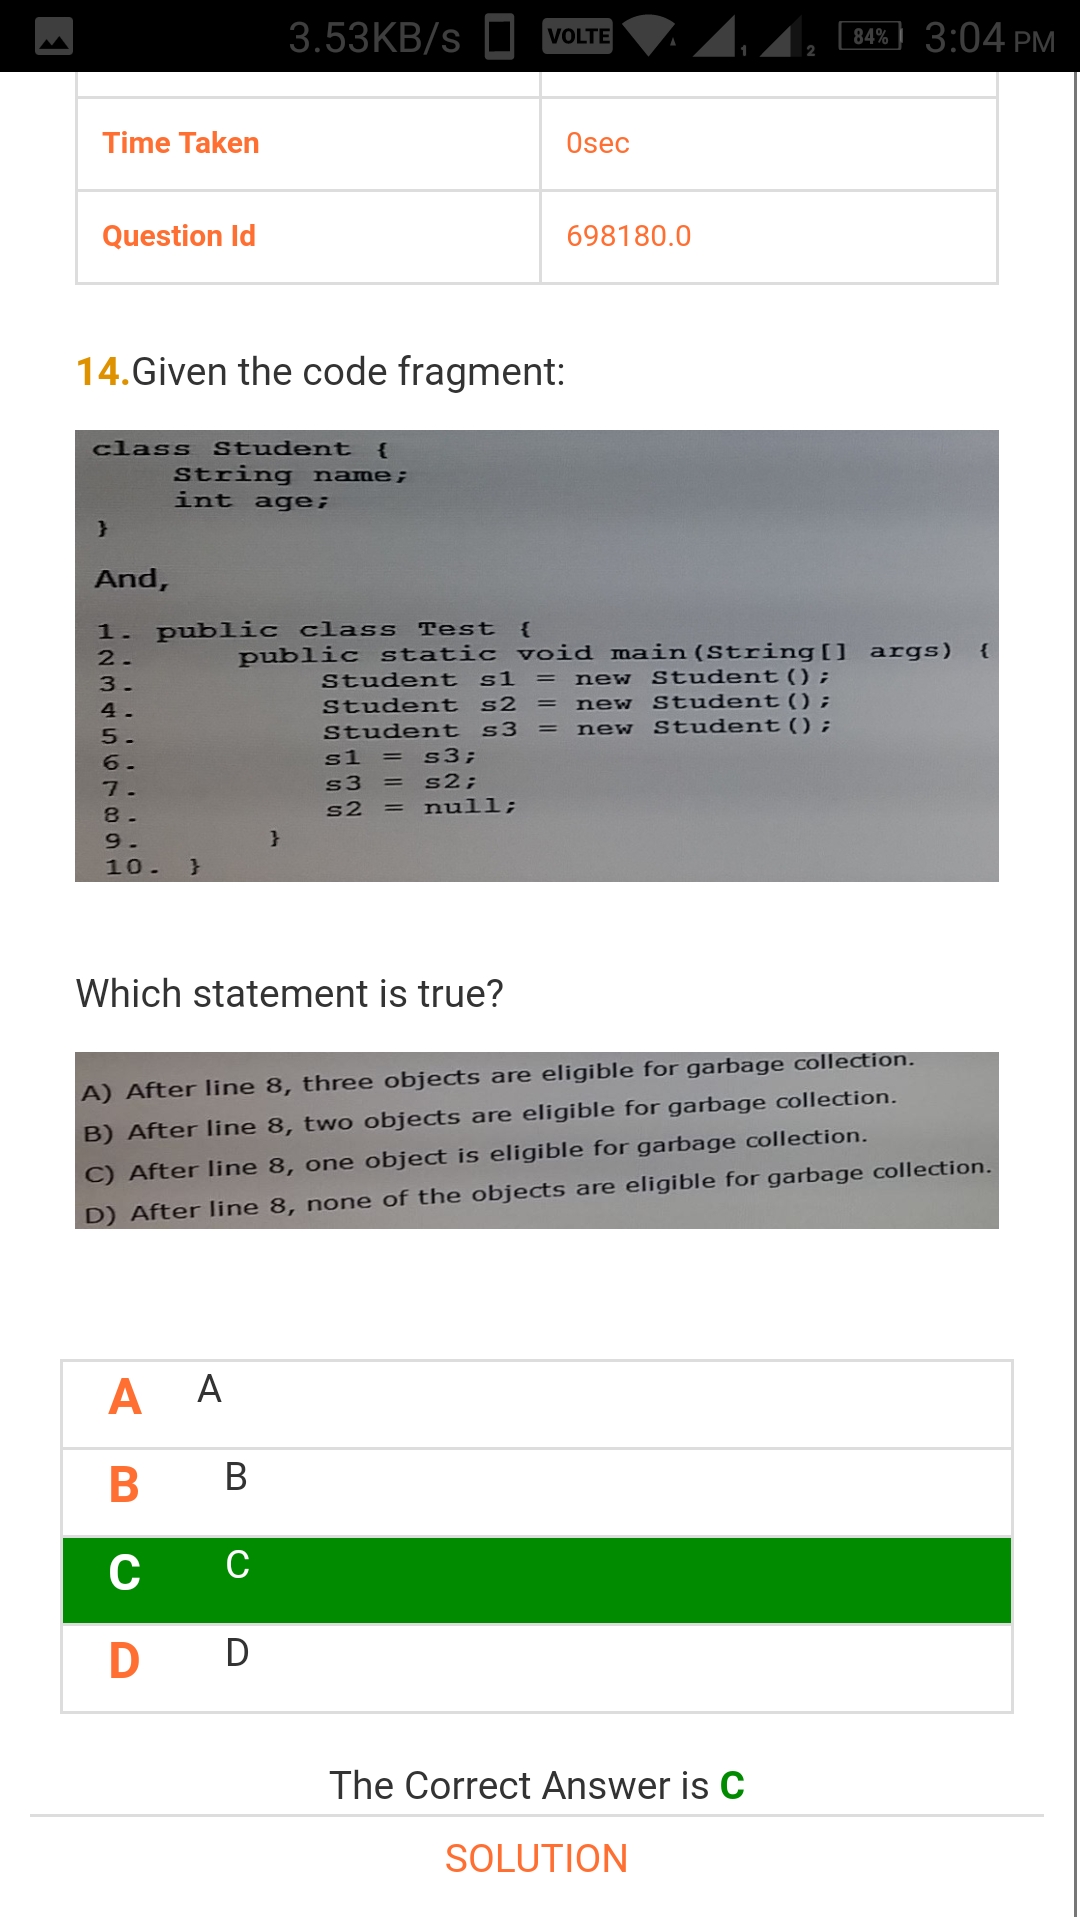 3.53KB/s VOLTE 1 2 84% 3:04 PM
Time Taken 0sec
Question Id 698180.0
14.Given the code fragment:
class Student {
String name;
int age;
}
And,
1. public class Test {
2. public static void main(String[] args) {
3. Student s1 = new Student();
4. Student s2 = new Student();
5. Student s3 = new Student();
6. s1 = s3;
7. s3 = s2;
8. s2 = null;
9. }
10. }
Which statement is true?
A) After line 8, three objects are eligible for garbage collection.
B) After line 8, two objects are eligible for garbage collection.
C) After line 8, one object is eligible for garbage collection.
D) After line 8, none of the objects are eligible for garbage collection.
A A
B B
C C
D D
The Correct Answer is C
SOLUTION